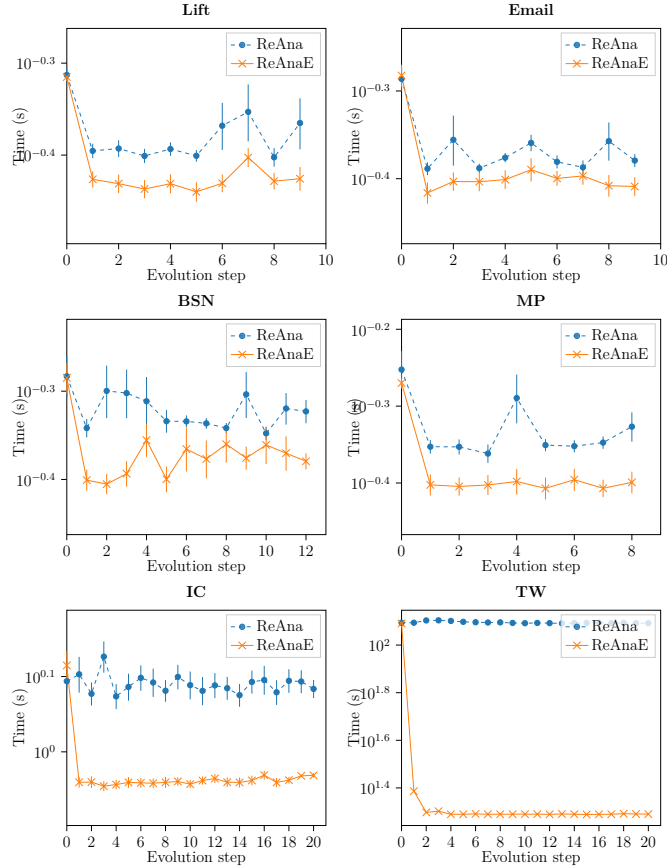 Lift
Time (s)
10^−0.3
10^−0.4
ReAna
ReAnaE
0 2 4 6 8 10
Evolution step
Email
Time (s)
10^−0.3
10^−0.4
ReAna
ReAnaE
0 2 4 6 8 10
Evolution step
BSN
Time (s)
10^−0.3
10^−0.4
ReAna
ReAnaE
0 2 4 6 8 10 12
Evolution step
MP
Time (s)
10^−0.2
10^−0.3
10^−0.4
ReAna
ReAnaE
0 2 4 6 8
Evolution step
IC
Time (s)
10^0.1
10^0
ReAna
ReAnaE
0 2 4 6 8 10 12 14 16 18 20
Evolution step
TW
Time (s)
10^2
10^1.8
10^1.6
10^1.4
ReAna
ReAnaE
0 2 4 6 8 10 12 14 16 18 20
Evolution step